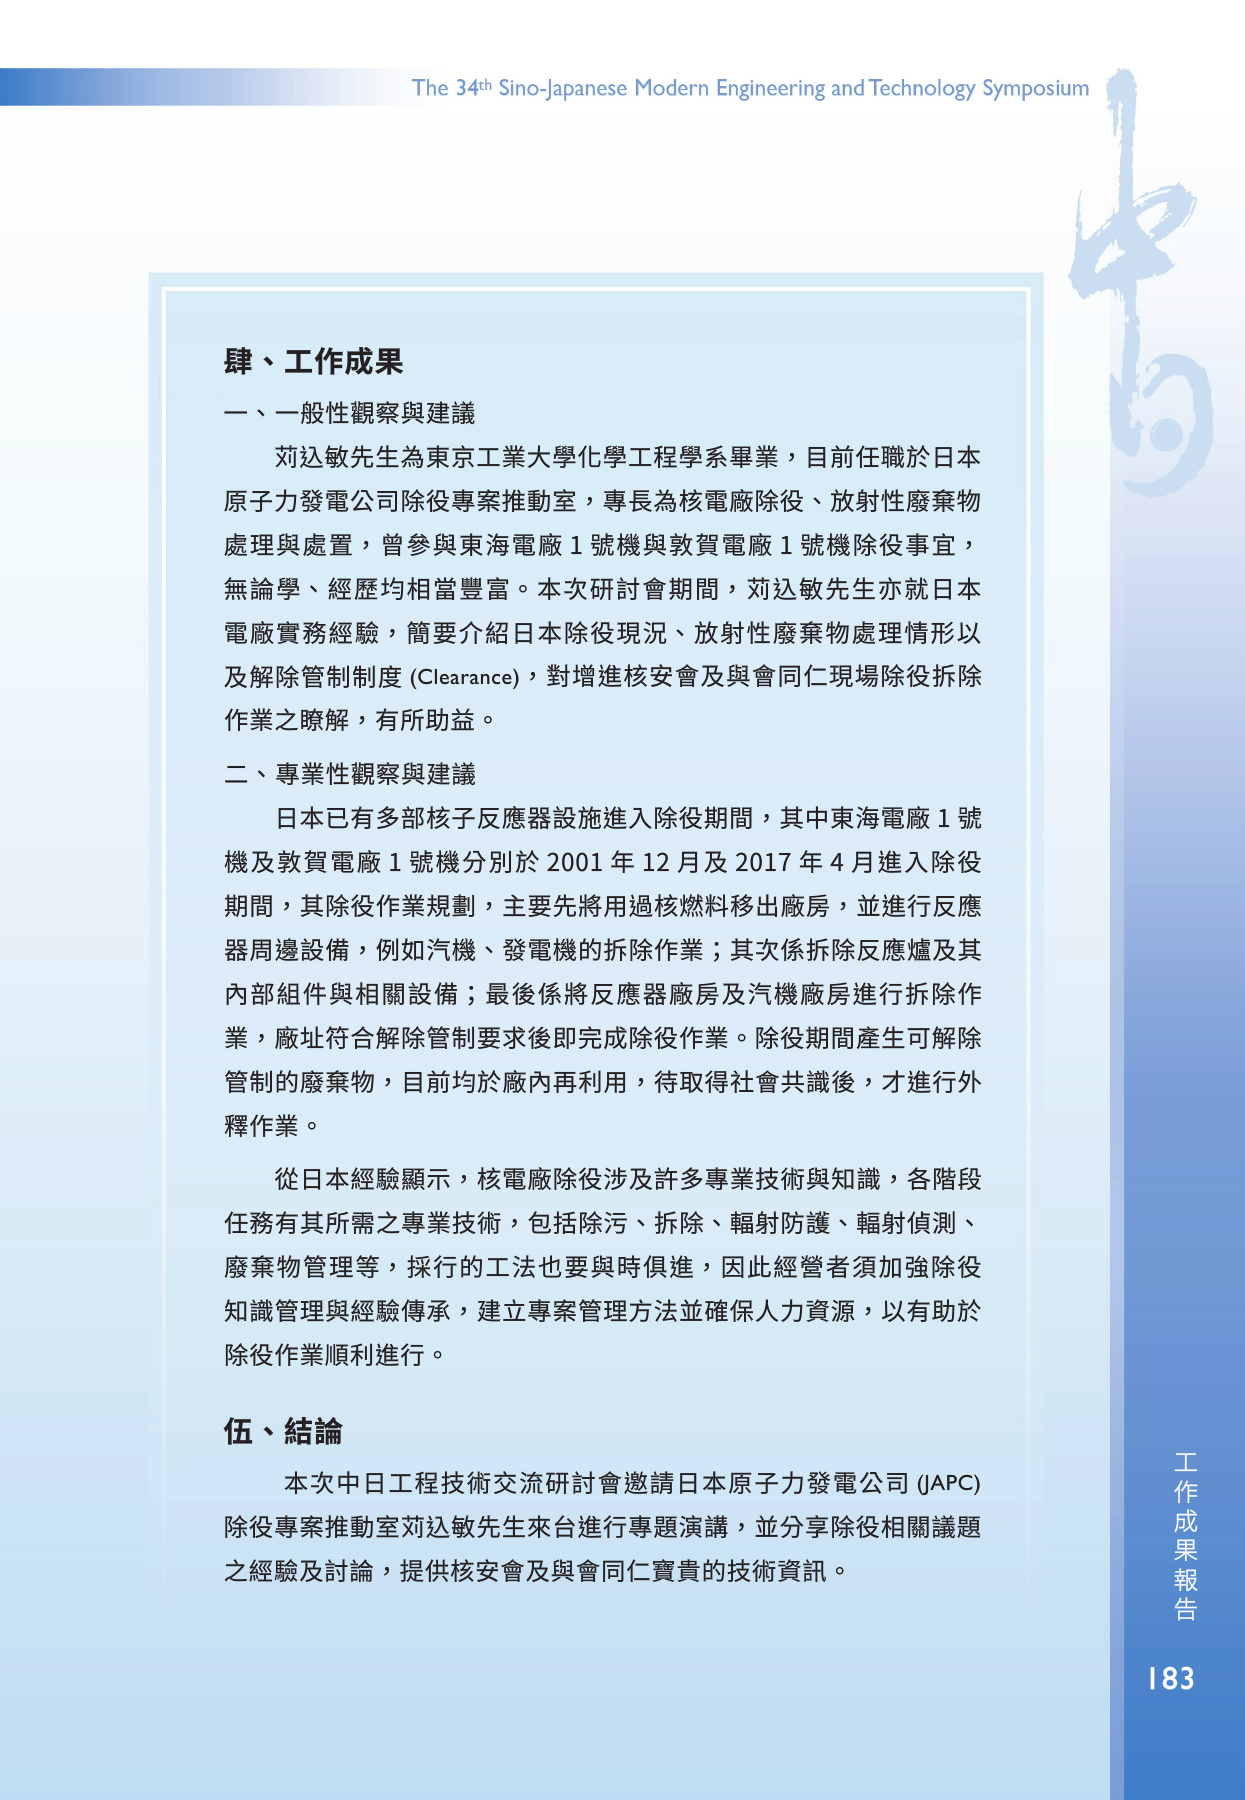 The 34th Sino-Japanese Modern Engineering and Technology Symposium
肆、工作成果
一、一般性觀察與建議
苅込敏先生為東京工業大學化學工程學系畢業，目前任職於日本
原子力發電公司除役專案推動室，專長為核電廠除役、放射性廢棄物
處理與處置，曾參與東海電廠 1 號機與敦賀電廠 1 號機除役事宜，
無論學、經歷均相當豐富。本次研討會期間，苅込敏先生亦就日本
電廠實務經驗，簡要介紹日本除役現況、放射性廢棄物處理情形以
及解除管制制度 (Clearance)，對增進核安會及與會同仁現場除役拆除
作業之瞭解，有所助益。
二、專業性觀察與建議
日本已有多部核子反應器設施進入除役期間，其中東海電廠 1 號
機及敦賀電廠 1 號機分別於 2001 年 12 月及 2017 年 4 月進入除役
期間，其除役作業規劃，主要先將用過核燃料移出廠房，並進行反應
器周邊設備，例如汽機、發電機的拆除作業；其次係拆除反應爐及其
內部組件與相關設備；最後係將反應器廠房及汽機廠房進行拆除作
業，廠址符合解除管制要求後即完成除役作業。除役期間產生可解除
管制的廢棄物，目前均於廠內再利用，待取得社會共識後，才進行外
釋作業。
從日本經驗顯示，核電廠除役涉及許多專業技術與知識，各階段
任務有其所需之專業技術，包括除污、拆除、輻射防護、輻射偵測、
廢棄物管理等，採行的工法也要與時俱進，因此經營者須加強除役
知識管理與經驗傳承，建立專案管理方法並確保人力資源，以有助於
除役作業順利進行。
伍、結論
本次中日工程技術交流研討會邀請日本原子力發電公司 (JAPC)
除役專案推動室苅込敏先生來台進行專題演講，並分享除役相關議題
之經驗及討論，提供核安會及與會同仁寶貴的技術資訊。
工作成果報告
183